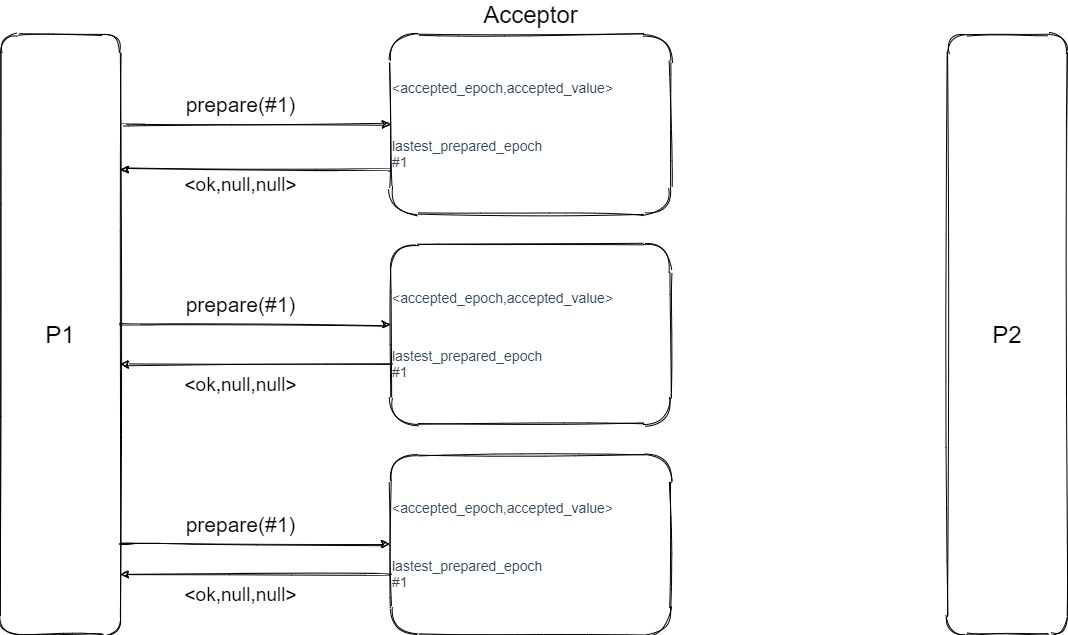 Acceptor
prepare(#1)
<ok,null,null>
<accepted_epoch,accepted_value>
lastest_prepared_epoch
#1
P1
prepare(#1)
<ok,null,null>
<accepted_epoch,accepted_value>
lastest_prepared_epoch
#1
P2
prepare(#1)
<ok,null,null>
<accepted_epoch,accepted_value>
lastest_prepared_epoch
#1